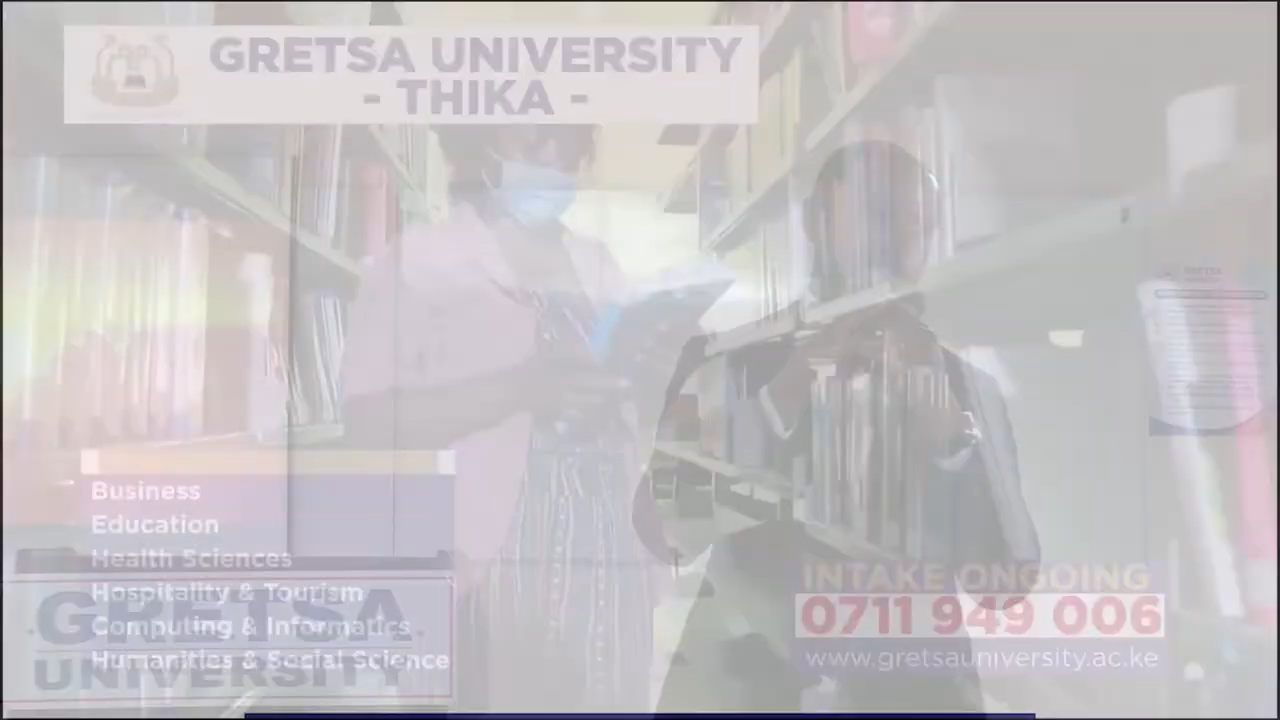 GRETSA UNIVERSITY
- THIKA -
Business
Education
Health Sciences
Hospitality & Tourism
Computing & Informatics
Humanities & Social Science
GRETSA
UNIVERSITY
INTAKE ONGOING
0711 949 006
www.gretsauniversity.ac.ke